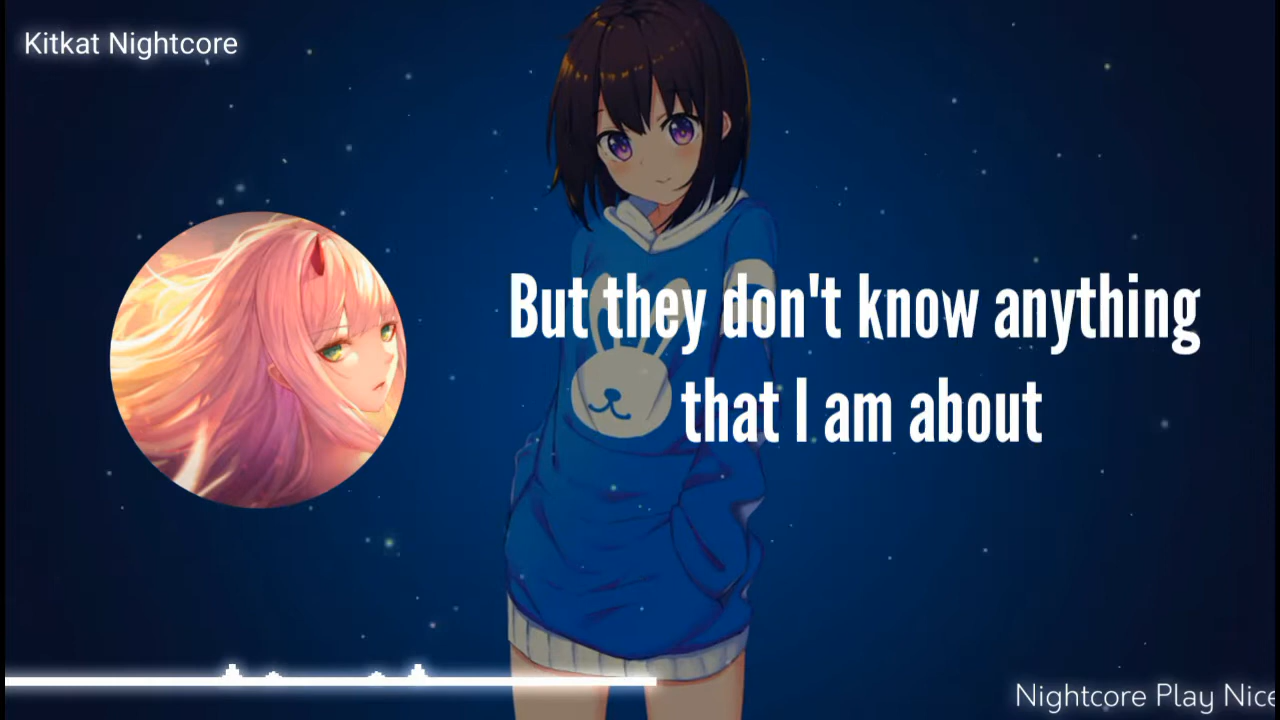 Kitkat Nightcore
But they don't know anything
that I am about
Nightcore Play Nice